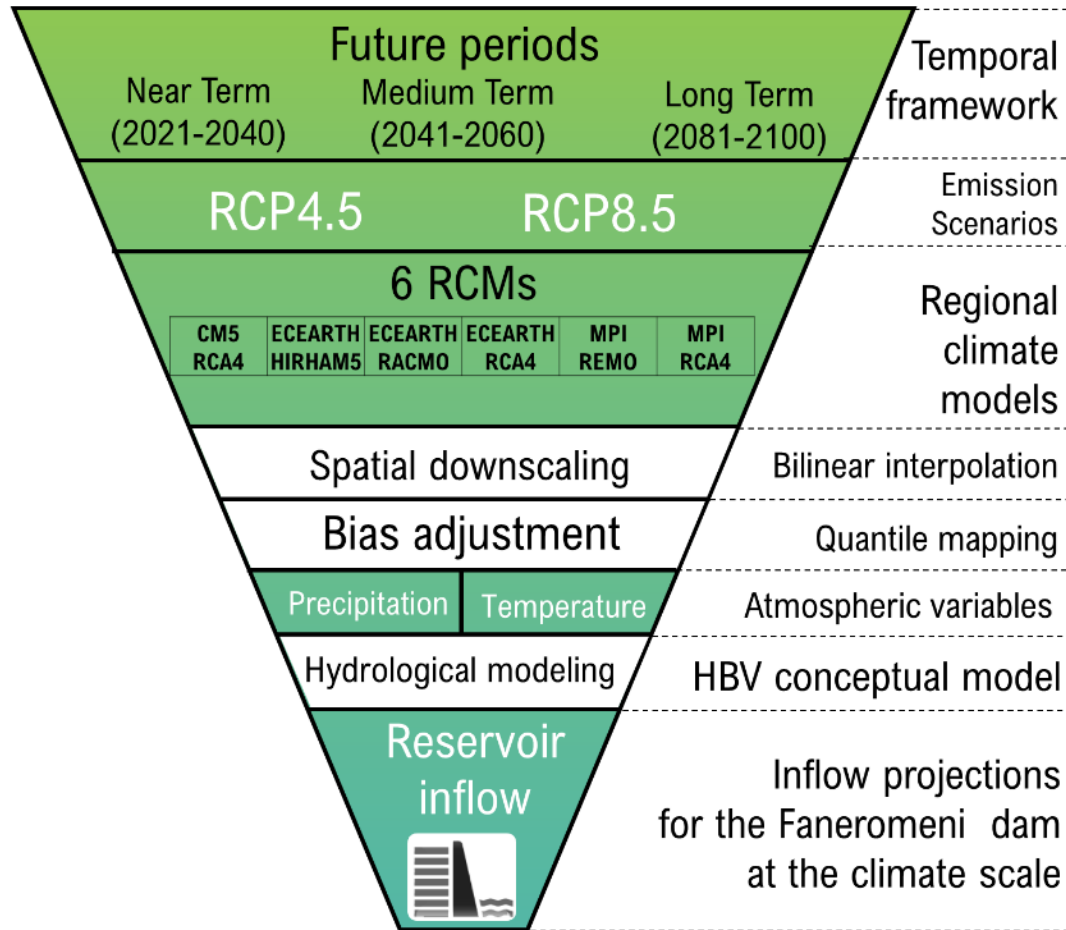 Future periods
Near Term
(2021-2040)
Medium Term
(2041-2060)
Long Term
(2081-2100)
Temporal
framework
RCP4.5
RCP8.5
Emission
Scenarios
6 RCMs
CM5
RCA4
ECEARTH
HIRHAM5
ECEARTH
RACMO
ECEARTH
RCA4
MPI
REMO
MPI
RCA4
Regional
climate
models
Spatial downscaling
Bilinear interpolation
Bias adjustment
Quantile mapping
Precipitation
Temperature
Atmospheric variables
Hydrological modeling
HBV conceptual model
Reservoir
inflow
Inflow projections
for the Faneromeni dam
at the climate scale